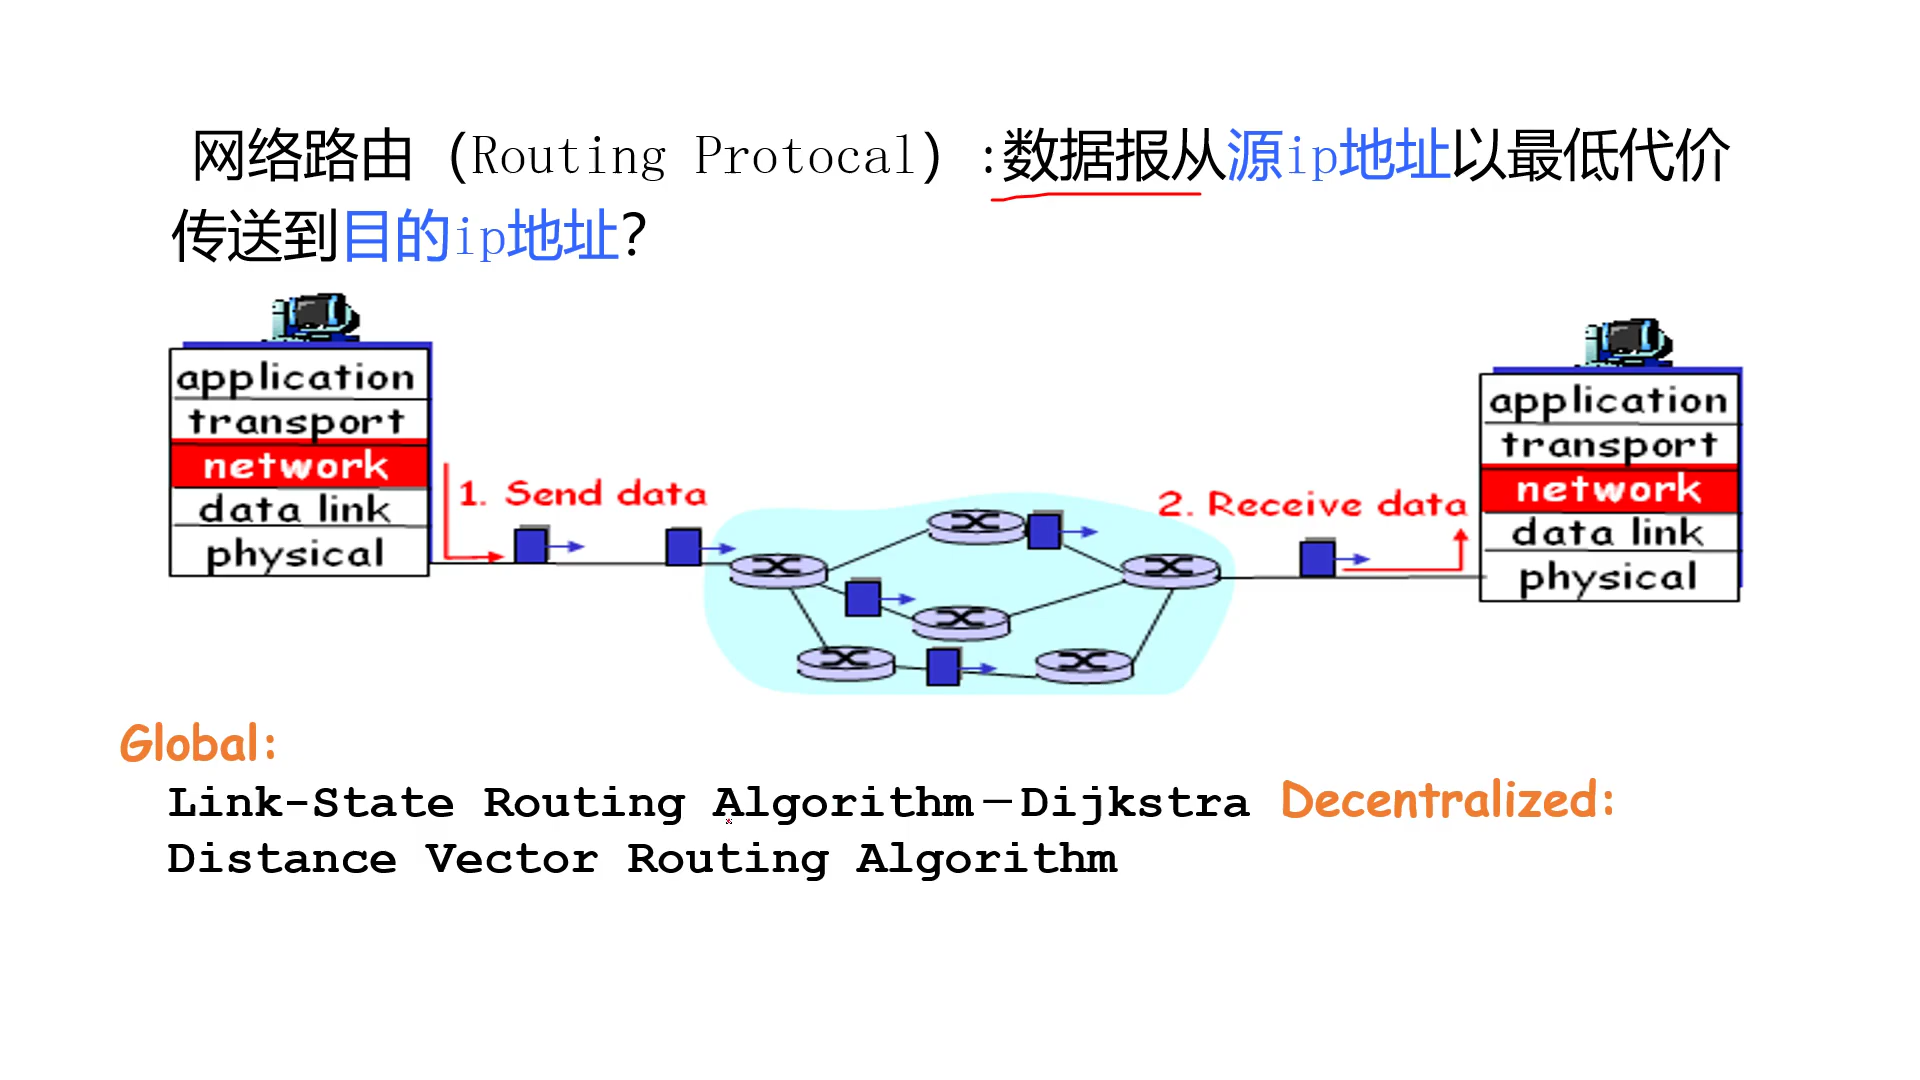 网络路由（Routing Protocal）:数据报从源ip地址以最低代价
传送到目的ip地址？
application
transport
network
data link
physical
1. Send data
2. Receive data
application
transport
network
data link
physical
Global:
Link-State Routing Algorithm—Dijkstra Decentralized:
Distance Vector Routing Algorithm